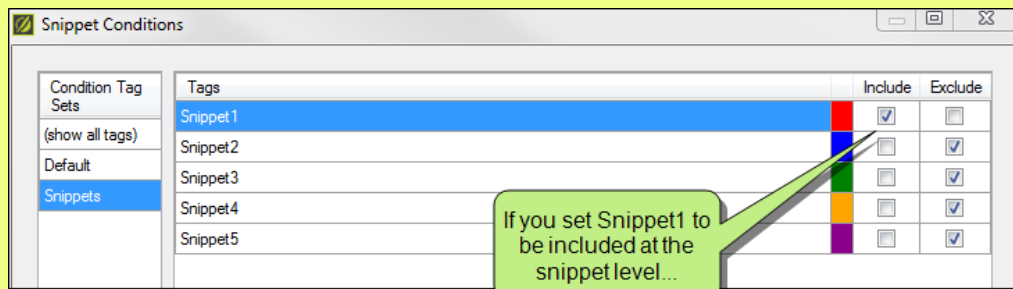 Snippet Conditions
Condition Tag
Sets
(show all tags)
Default
Snippets
Tags Include Exclude
Snippet1
Snippet2
Snippet3
Snippet4
Snippet5
If you set Snippet1 to
be included at the
snippet level...